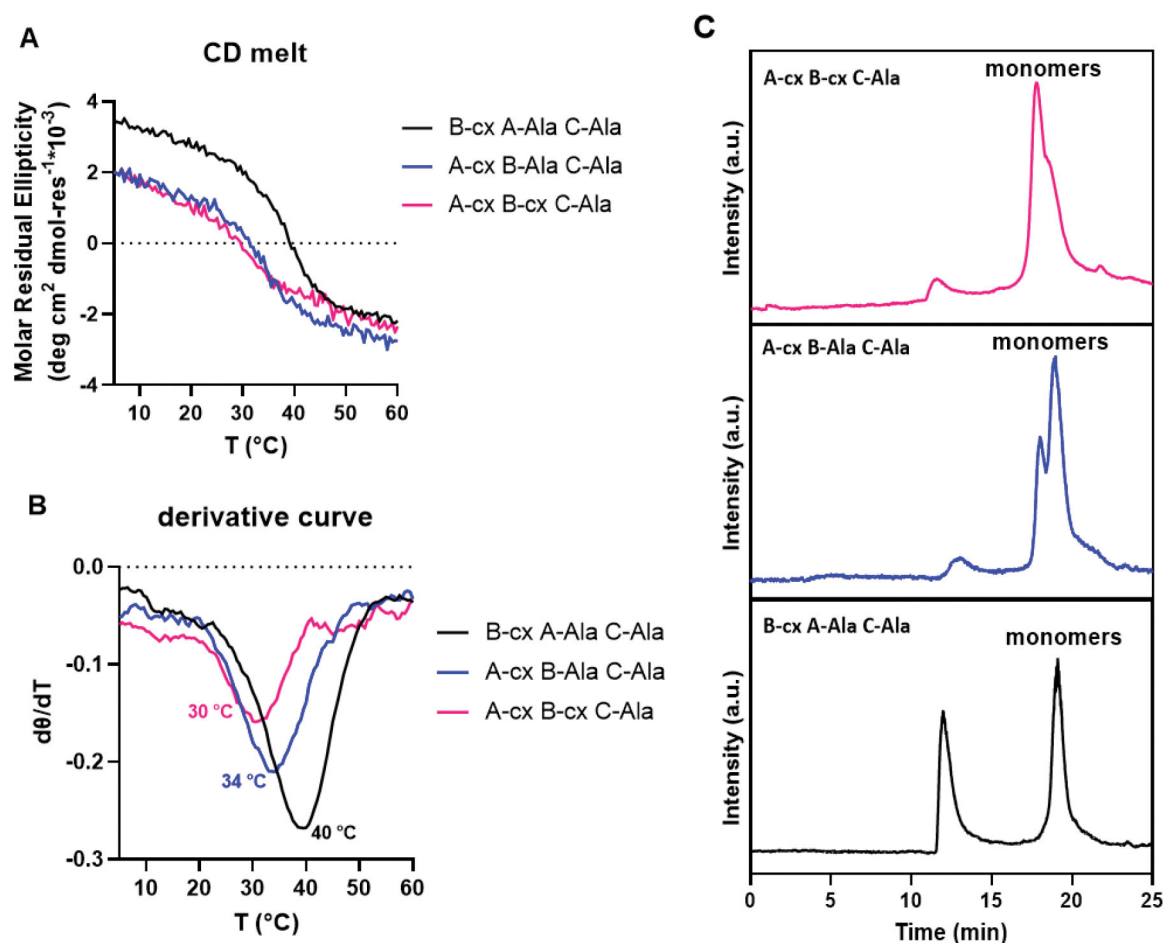 A
CD melt
Molar Residual Ellipticity
(deg cm² dmol-res⁻¹*10⁻³)
4
2
0
-2
-4
10 20 30 40 50 60
T (°C)
B-cx A-Ala C-Ala
A-cx B-Ala C-Ala
A-cx B-cx C-Ala
B
derivative curve
dθ/dT
0.0
-0.1
-0.2
-0.3
30 °C
34 °C
40 °C
10 20 30 40 50 60
T (°C)
B-cx A-Ala C-Ala
A-cx B-Ala C-Ala
A-cx B-cx C-Ala
C
A-cx B-cx C-Ala
monomers
Intensity (a.u.)
A-cx B-Ala C-Ala
monomers
Intensity (a.u.)
B-cx A-Ala C-Ala
monomers
Intensity (a.u.)
0 5 10 15 20 25
Time (min)